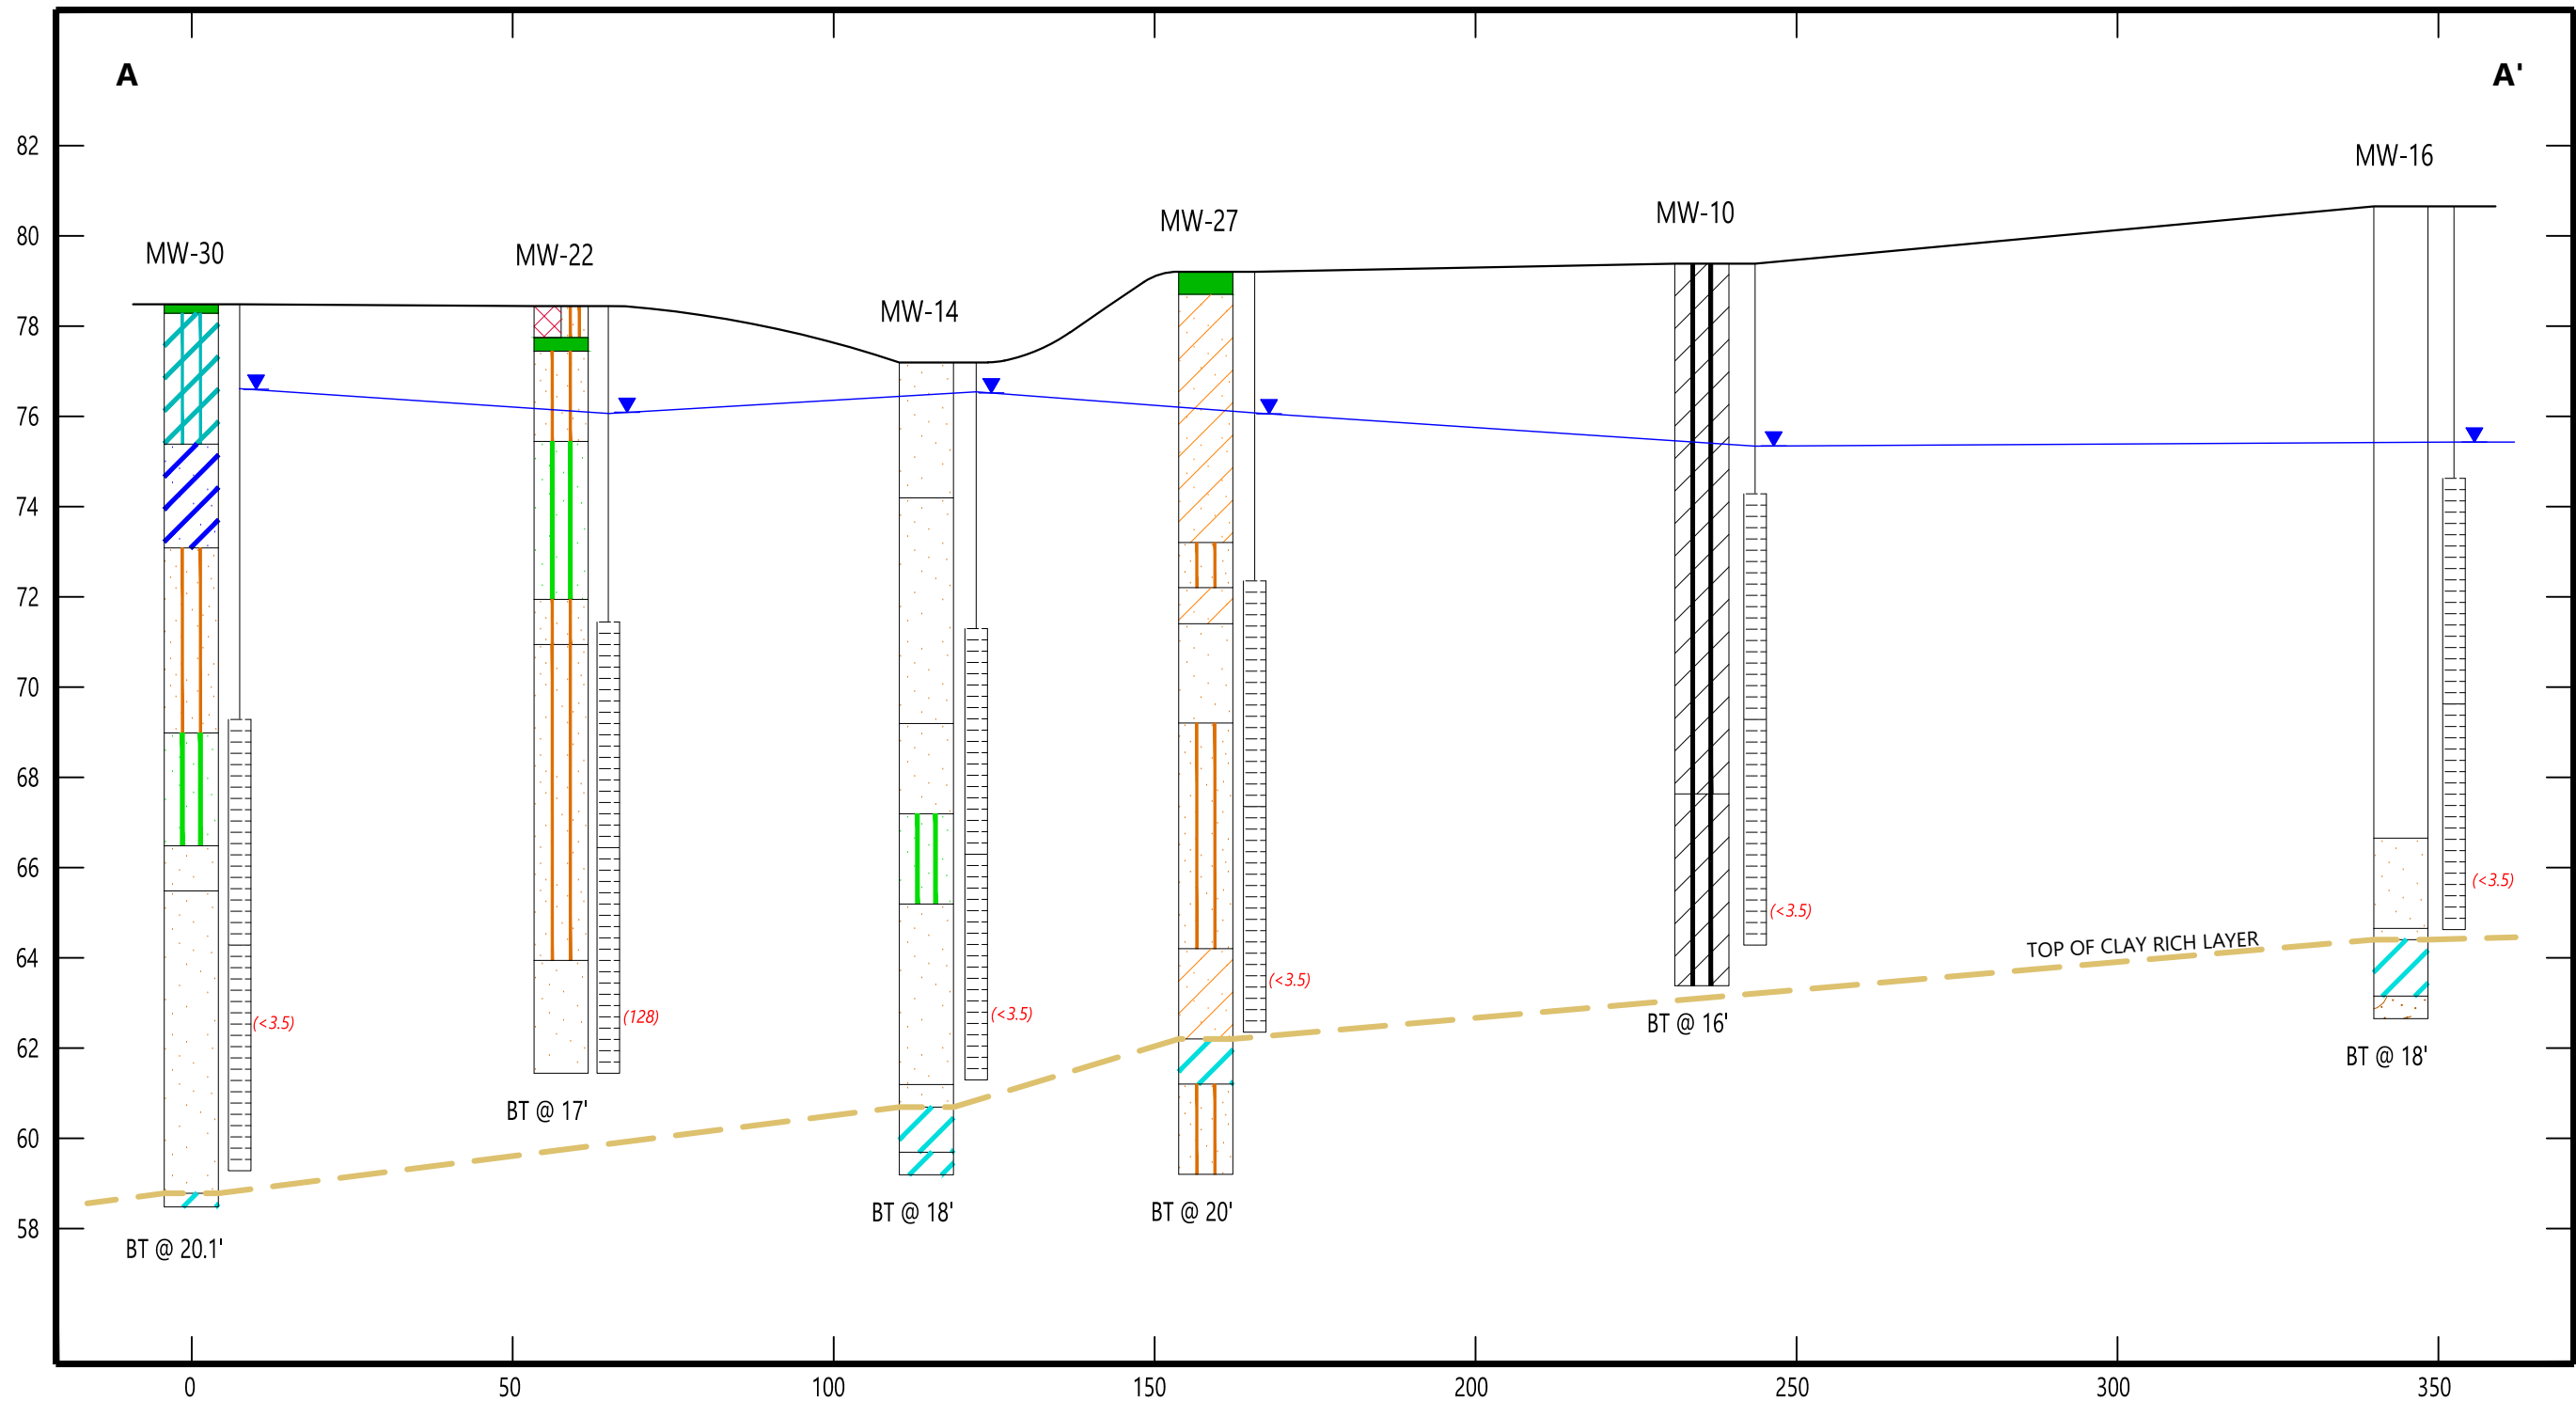 A
A'
82
MW-16
80
MW-10
MW-27
MW-30
MW-22
78
MW-14
76
74
72
70
68
66
(<3.5)
(<3.5)
64
TOP OF CLAY RICH LAYER
(<3.5)
(<3.5)
(128)
(<3.5)
BT @ 16'
62
BT @ 18'
BT @ 17'
60
BT @ 18'
BT @ 20'
58
BT @ 20.1'
0
50
100
150
200
250
300
350